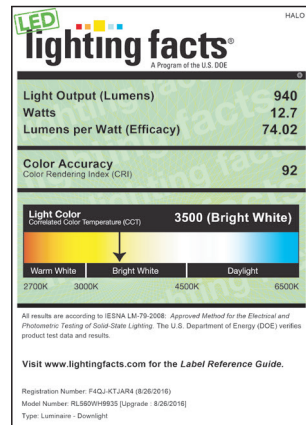 HALO
LED
lighting facts®
A Program of the U.S. DOE
Light Output (Lumens) 940
Watts 12.7
Lumens per Watt (Efficacy) 74.02
Color Accuracy 92
Color Rendering Index (CRI)
Light Color 3500 (Bright White)
Correlated Color Temperature (CCT)
Warm White Bright White Daylight
2700K 3000K 4500K 6500K
All results are according to IESNA LM-79-2008: Approved Method for the Electrical and
Photometric Testing of Solid-State Lighting. The U.S. Department of Energy (DOE) verifies
product test data and results.
Visit www.lightingfacts.com for the Label Reference Guide.
Registration Number: F4QJ-KTJAR4 (8/26/2016)
Model Number: RL560WH9935 [Upgrade : 8/26/2016]
Type: Luminaire - Downlight